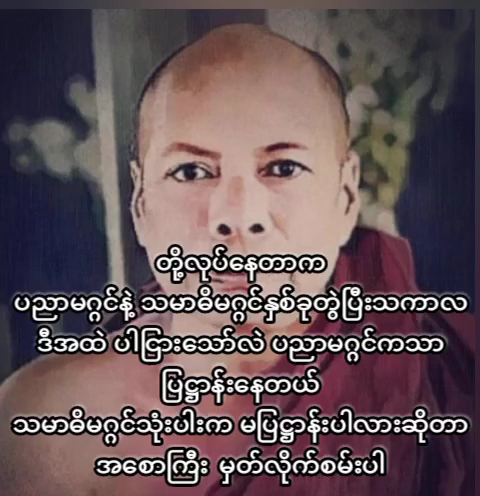 တို့လုပ်နေတာက
ပညာမဂ္ဂင်နဲ့ သမာဓိမဂ္ဂင်နှစ်ခုတွဲပြီးသကာလ
ဒီအထဲ ပါငြားသော်လဲ ပညာမဂ္ဂင်ကသာ
ပြဋ္ဌာန်းနေတယ်
သမာဓိမဂ္ဂင်သုံးပါးက မပြဋ္ဌာန်းပါလားဆိုတာ
အစောကြီး မှတ်လိုက်စမ်းပါ